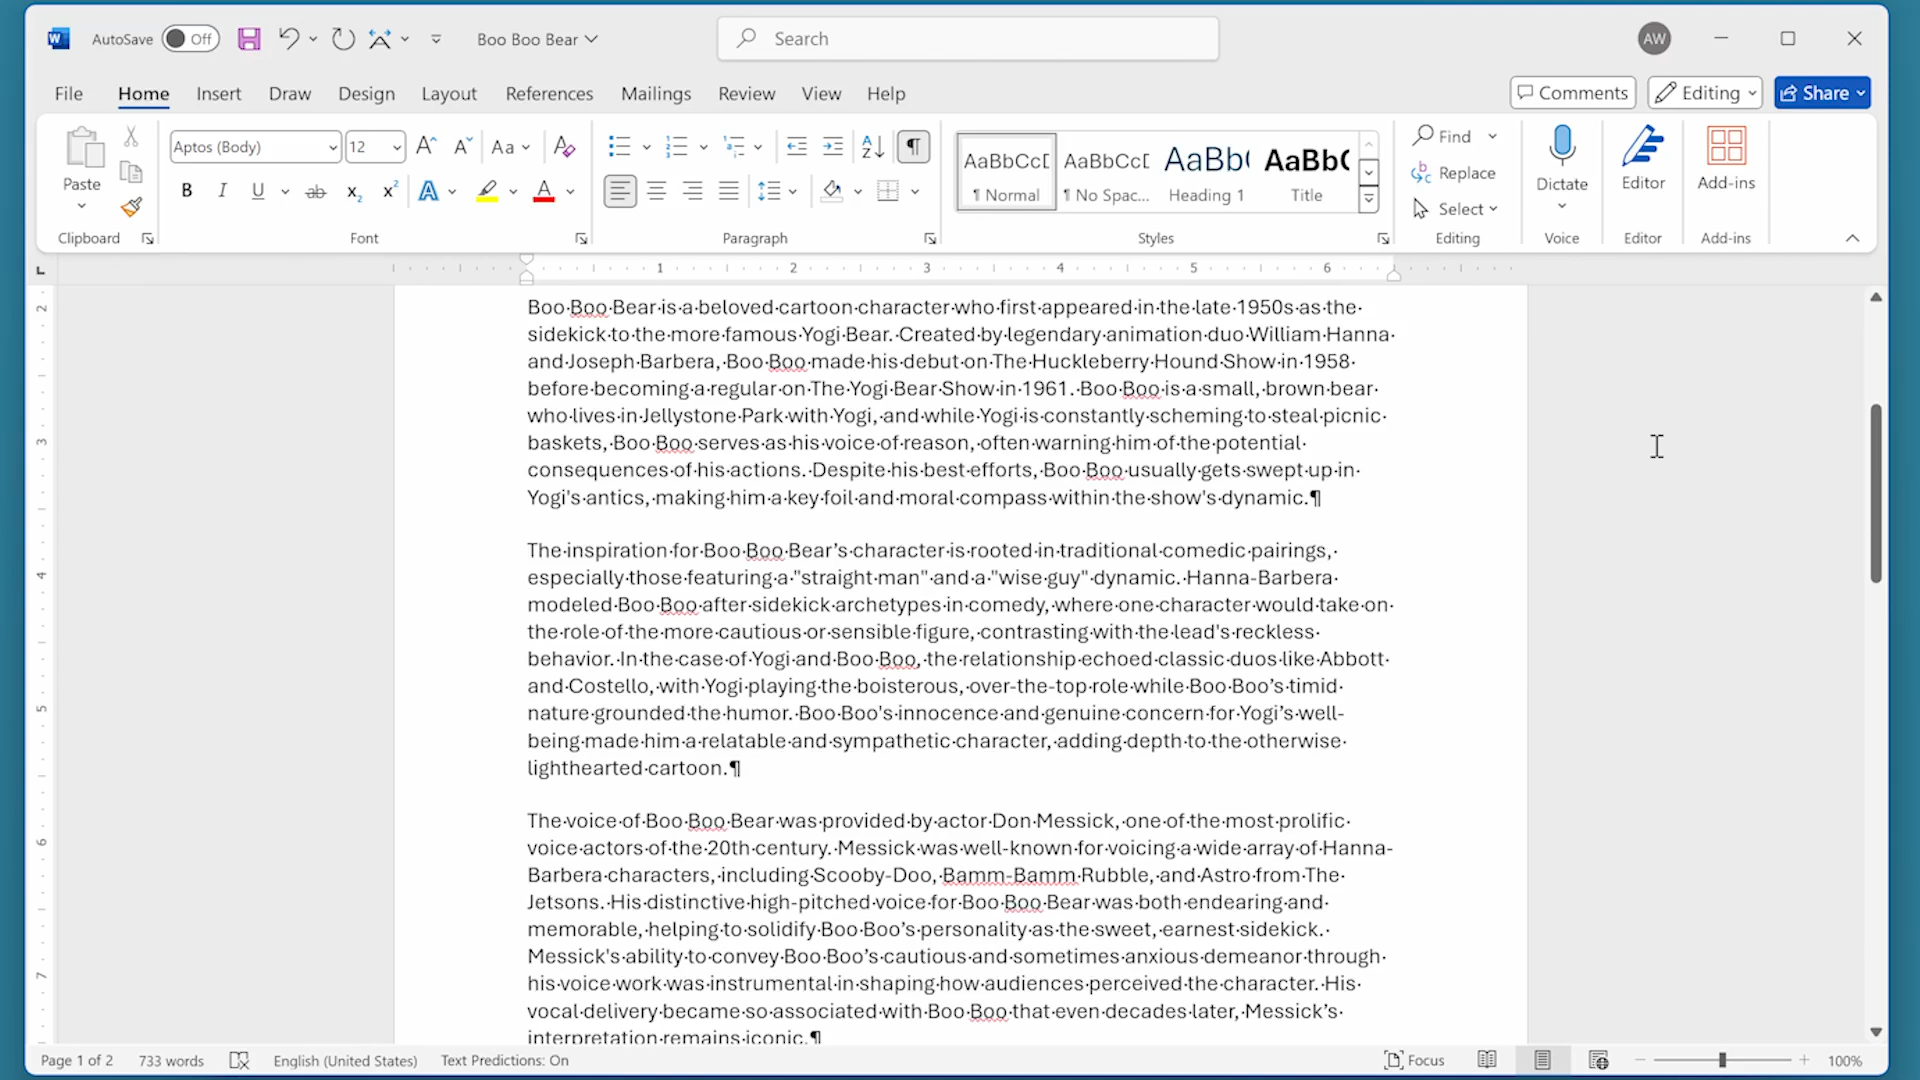 AutoSave Off Boo Boo Bear Search AW
File Home Insert Draw Design Layout References Mailings Review View Help Comments Editing Share
Paste Aptos (Body) 12 Aa AaBbCcD AaBbCcD AaBb( AaBb( Find Replace Select Dictate Editor Add-ins
¶ Normal ¶ No Spac... Heading 1 Title
Clipboard Font Paragraph Styles Editing Voice Editor Add-ins
1 2 3 4 5 6
Boo·Boo·Bear·is·a·beloved·cartoon·character·who·first·appeared·in·the·late·1950s·as·the·
sidekick·to·the·more·famous·Yogi·Bear.·Created·by·legendary·animation·duo·William·Hanna·
and·Joseph·Barbera,·Boo·Boo·made·his·debut·on·The·Huckleberry·Hound·Show·in·1958·
before·becoming·a·regular·on·The·Yogi·Bear·Show·in·1961.·Boo·Boo·is·a·small,·brown·bear·
who·lives·in·Jellystone·Park·with·Yogi,·and·while·Yogi·is·constantly·scheming·to·steal·picnic·
baskets,·Boo·Boo·serves·as·his·voice·of·reason,·often·warning·him·of·the·potential·
consequences·of·his·actions.·Despite·his·best·efforts,·Boo·Boo·usually·gets·swept·up·in·
Yogi's·antics,·making·him·a·key·foil·and·moral·compass·within·the·show's·dynamic.¶
The·inspiration·for·Boo·Boo·Bear’s·character·is·rooted·in·traditional·comedic·pairings,·
especially·those·featuring·a·"straight·man"·and·a·"wise·guy"·dynamic.·Hanna-Barbera·
modeled·Boo·Boo·after·sidekick·archetypes·in·comedy,·where·one·character·would·take·on·
the·role·of·the·more·cautious·or·sensible·figure,·contrasting·with·the·lead's·reckless·
behavior.·In·the·case·of·Yogi·and·Boo·Boo,·the·relationship·echoed·classic·duos·like·Abbott·
and·Costello,·with·Yogi·playing·the·boisterous,·over-the-top·role·while·Boo·Boo’s·timid·
nature·grounded·the·humor.·Boo·Boo's·innocence·and·genuine·concern·for·Yogi’s·well-
being·made·him·a·relatable·and·sympathetic·character,·adding·depth·to·the·otherwise·
lighthearted·cartoon.¶
The·voice·of·Boo·Boo·Bear·was·provided·by·actor·Don·Messick,·one·of·the·most·prolific·
voice·actors·of·the·20th·century.·Messick·was·well-known·for·voicing·a·wide·array·of·Hanna-
Barbera·characters,·including·Scooby-Doo,·Bamm-Bamm·Rubble,·and·Astro·from·The·
Jetsons.·His·distinctive·high-pitched·voice·for·Boo·Boo·Bear·was·both·endearing·and·
memorable,·helping·to·solidify·Boo·Boo’s·personality·as·the·sweet,·earnest·sidekick.·
Messick's·ability·to·convey·Boo·Boo’s·cautious·and·sometimes·anxious·demeanor·through·
his·voice·work·was·instrumental·in·shaping·how·audiences·perceived·the·character.·His·
vocal·delivery·became·so·associated·with·Boo·Boo·that·even·decades·later,·Messick’s·
interpretation·remains·iconic.¶
2
3
4
5
6
7
Page 1 of 2 733 words English (United States) Text Predictions: On Focus 100%